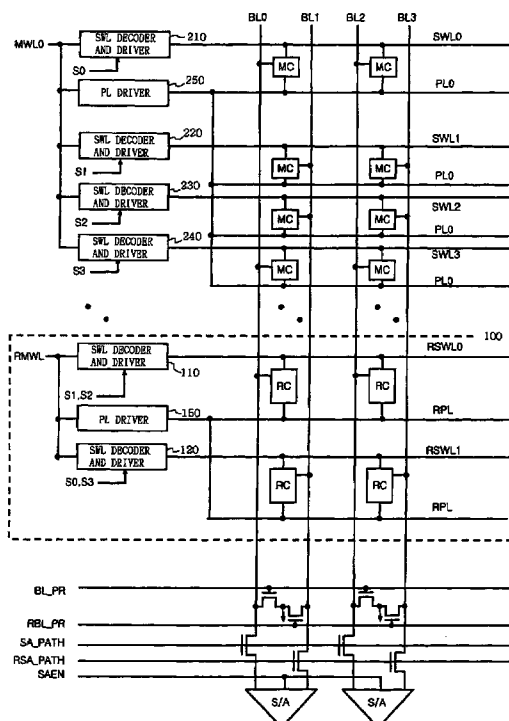 BL0 BL1 BL2 BL3
MWL0 SWL DECODER AND DRIVER 210 SWL0
S0 MC MC
250 PL DRIVER PL0
SWL DECODER AND DRIVER 220 SWL1
S1 MC MC
PL0
SWL DECODER AND DRIVER 230 SWL2
S2 MC MC
PL0
SWL DECODER AND DRIVER 240 SWL3
S3 MC MC
PL0
100
RMWL SWL DECODER AND DRIVER 110 RSWL0
S1,S2 RC RC
PL DRIVER 150 RPL
SWL DECODER AND DRIVER 120 RSWL1
S0,S3 RC RC
RPL
BL_PR
RBL_PR
SA_PATH
RSA_PATH
SAEN
S/A S/A